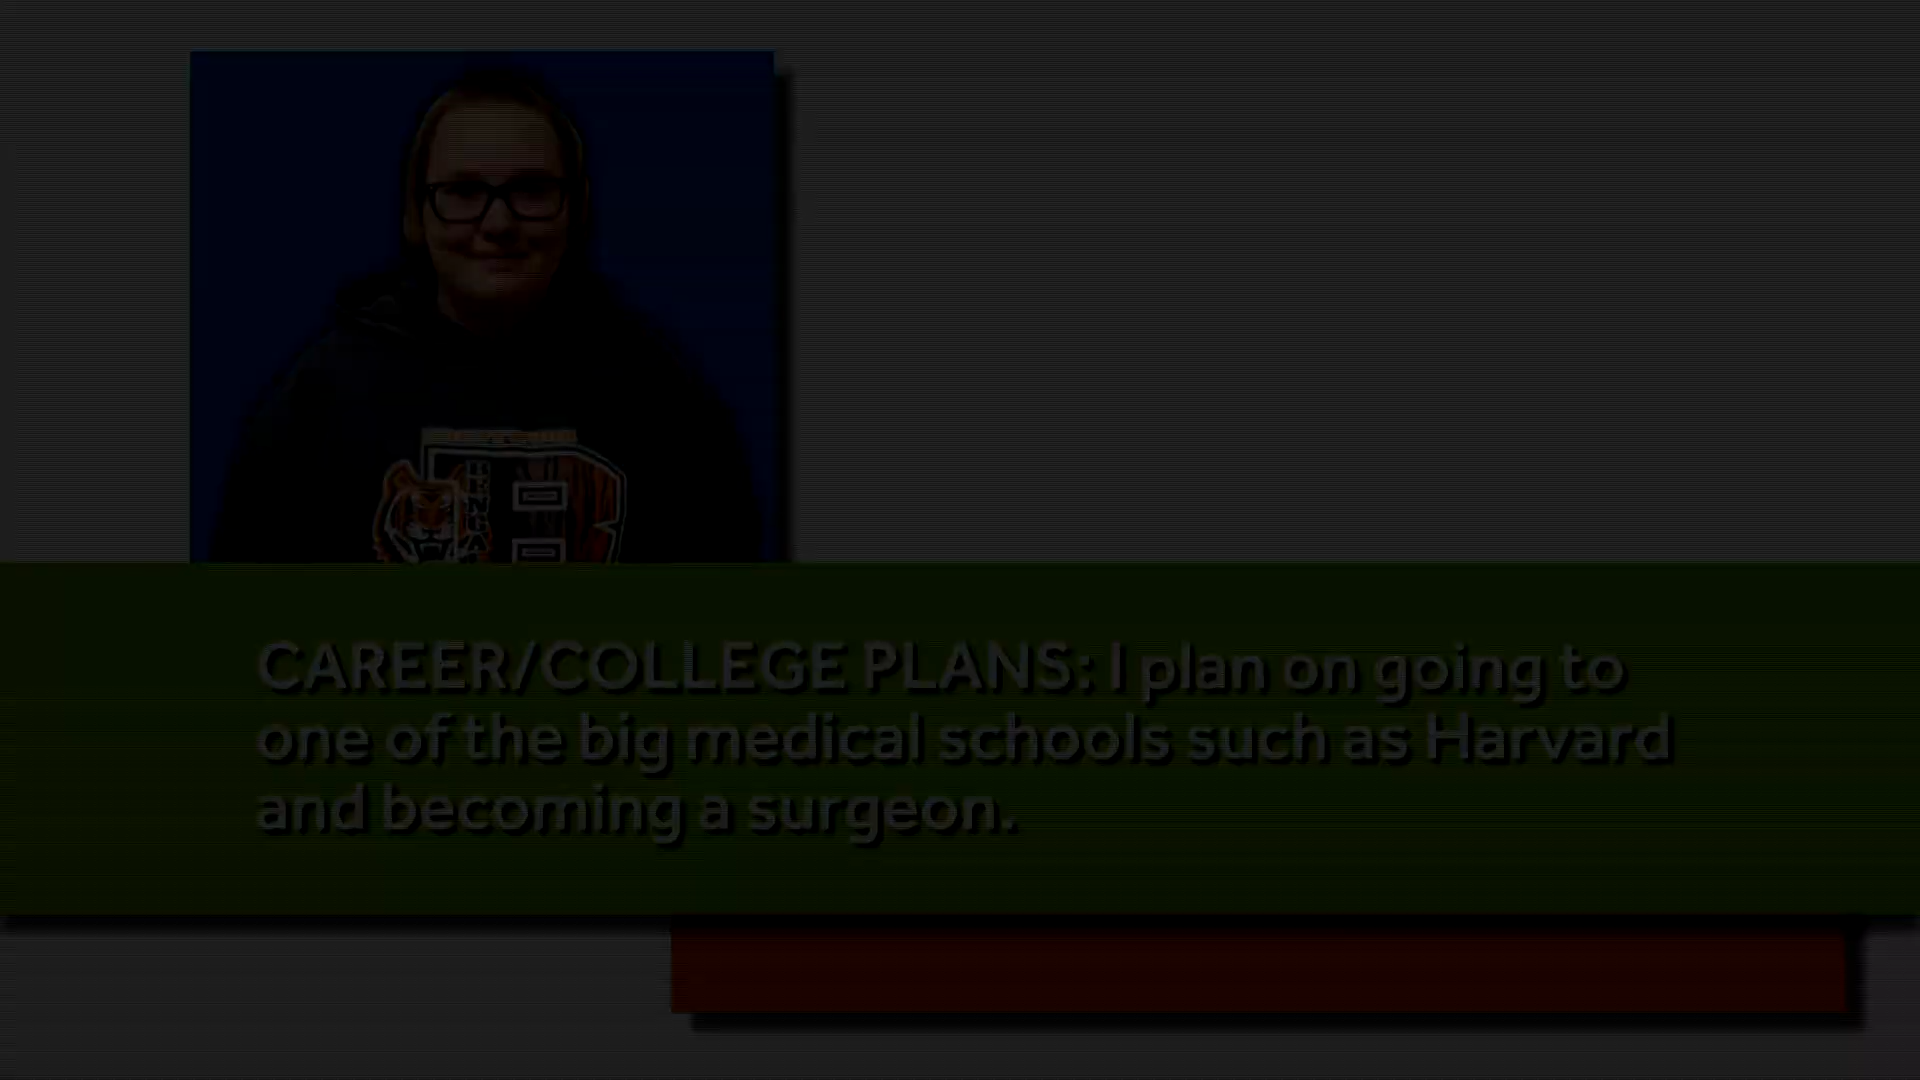 CAREER/COLLEGE PLANS: I plan on going to
one of the big medical schools such as Harvard
and becoming a surgeon.